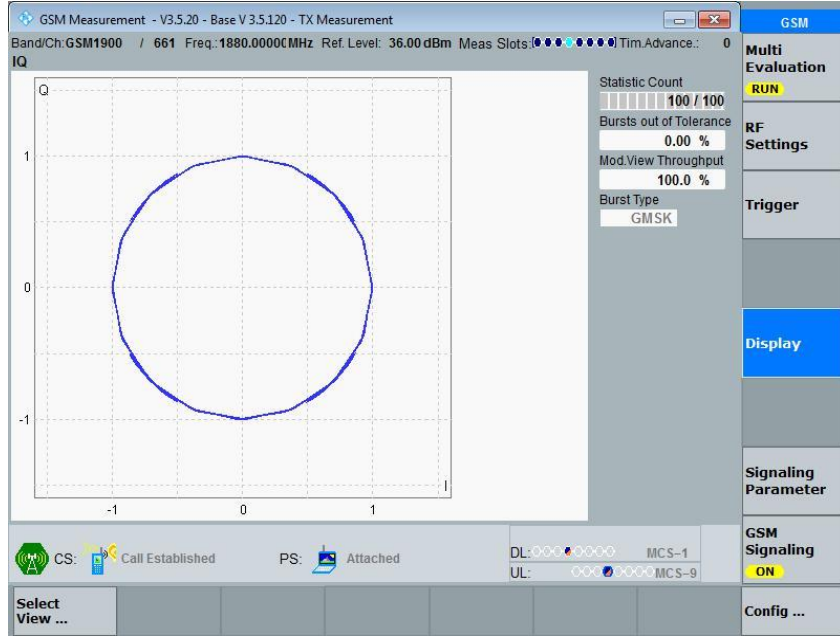 GSM Measurement - V3.5.20 - Base V 3.5.120 - TX Measurement
GSM
Band/Ch:GSM1900 / 661 Freq.:1880.00000MHz Ref. Level: 36.00 dBm Meas Slots: Tim.Advance.: 0
IQ
Multi
Evaluation
RUN
Q
Statistic Count
100 / 100
Bursts out of Tolerance
0.00 %
Mod.View Throughput
100.0 %
Burst Type
GMSK
RF
Settings
Trigger
Display
1
0
-1
I
-1 0 1
Signaling
Parameter
CS: Call Established PS: Attached
DL: MCS-1
UL: MCS-9
GSM
Signaling
ON
Select
View ...
Config ...